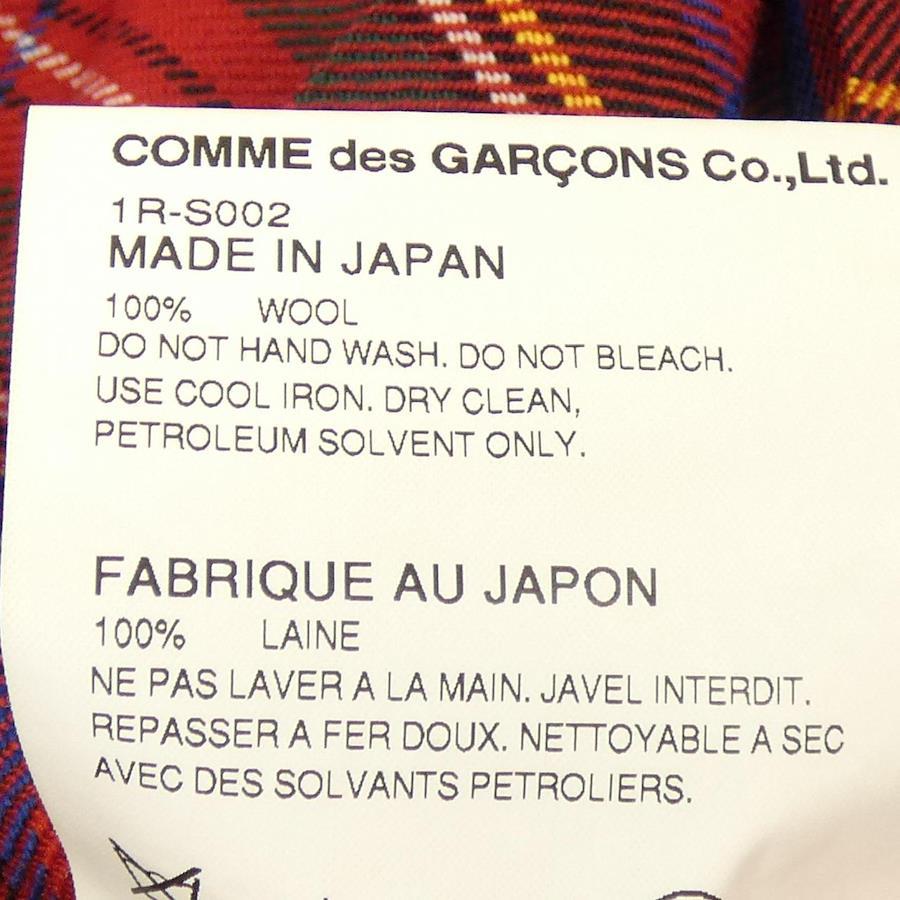 COMME des GARÇONS Co.,Ltd.
1R-S002
MADE IN JAPAN
100% WOOL
DO NOT HAND WASH. DO NOT BLEACH.
USE COOL IRON. DRY CLEAN,
PETROLEUM SOLVENT ONLY.
FABRIQUE AU JAPON
100% LAINE
NE PAS LAVER A LA MAIN. JAVEL INTERDIT.
REPASSER A FER DOUX. NETTOYABLE A SEC
AVEC DES SOLVANTS PETROLIERS.